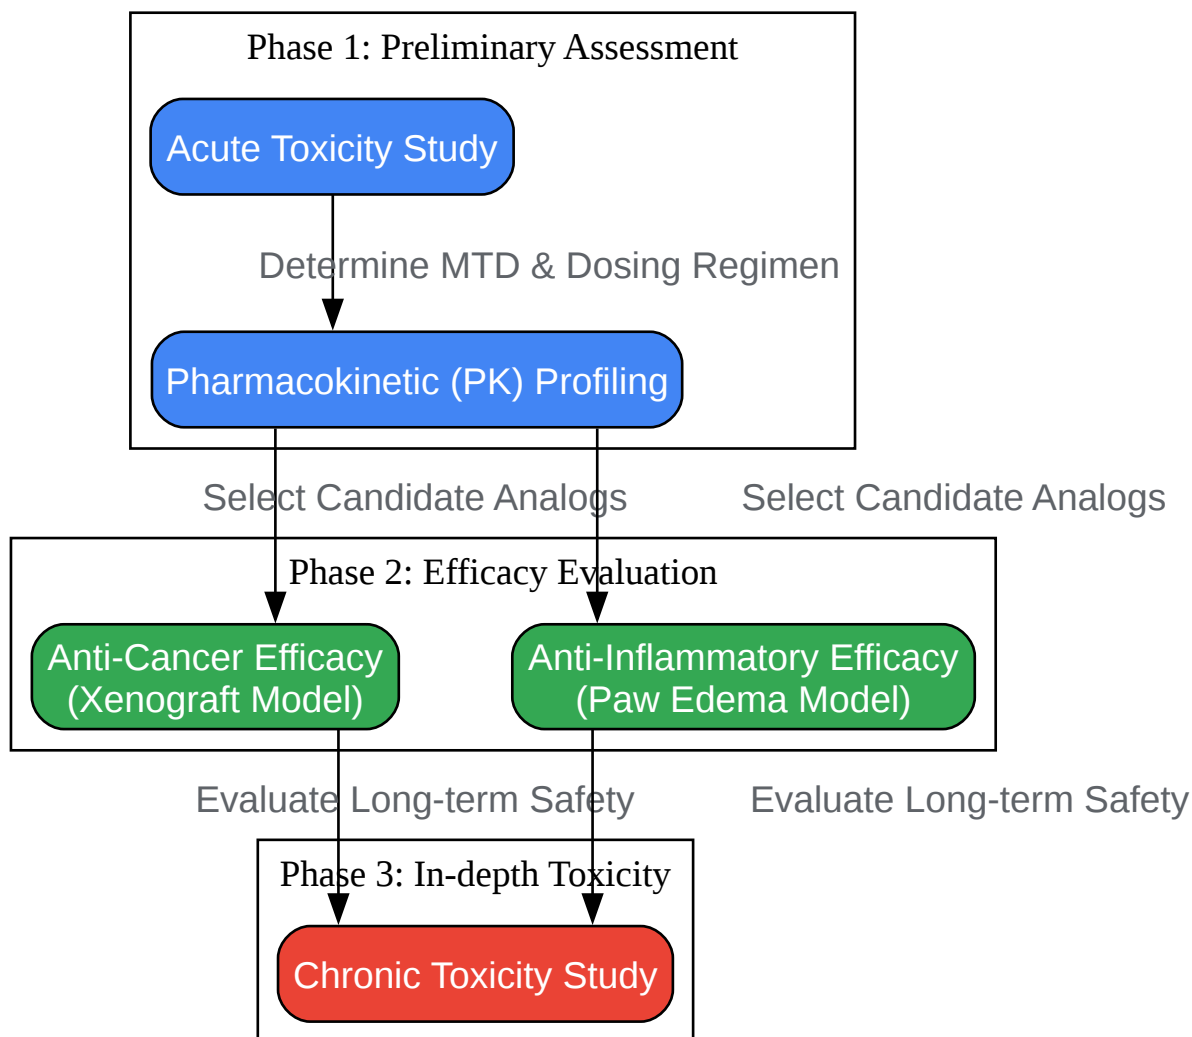 Phase 1: Preliminary Assessment
Acute Toxicity Study
Determine MTD & Dosing Regimen
Pharmacokinetic (PK) Profiling
Select Candidate Analogs
Select Candidate Analogs
Phase 2: Efficacy Evaluation
Anti-Cancer Efficacy
(Xenograft Model)
Anti-Inflammatory Efficacy
(Paw Edema Model)
Evaluate Long-term Safety
Evaluate Long-term Safety
Phase 3: In-depth Toxicity
Chronic Toxicity Study